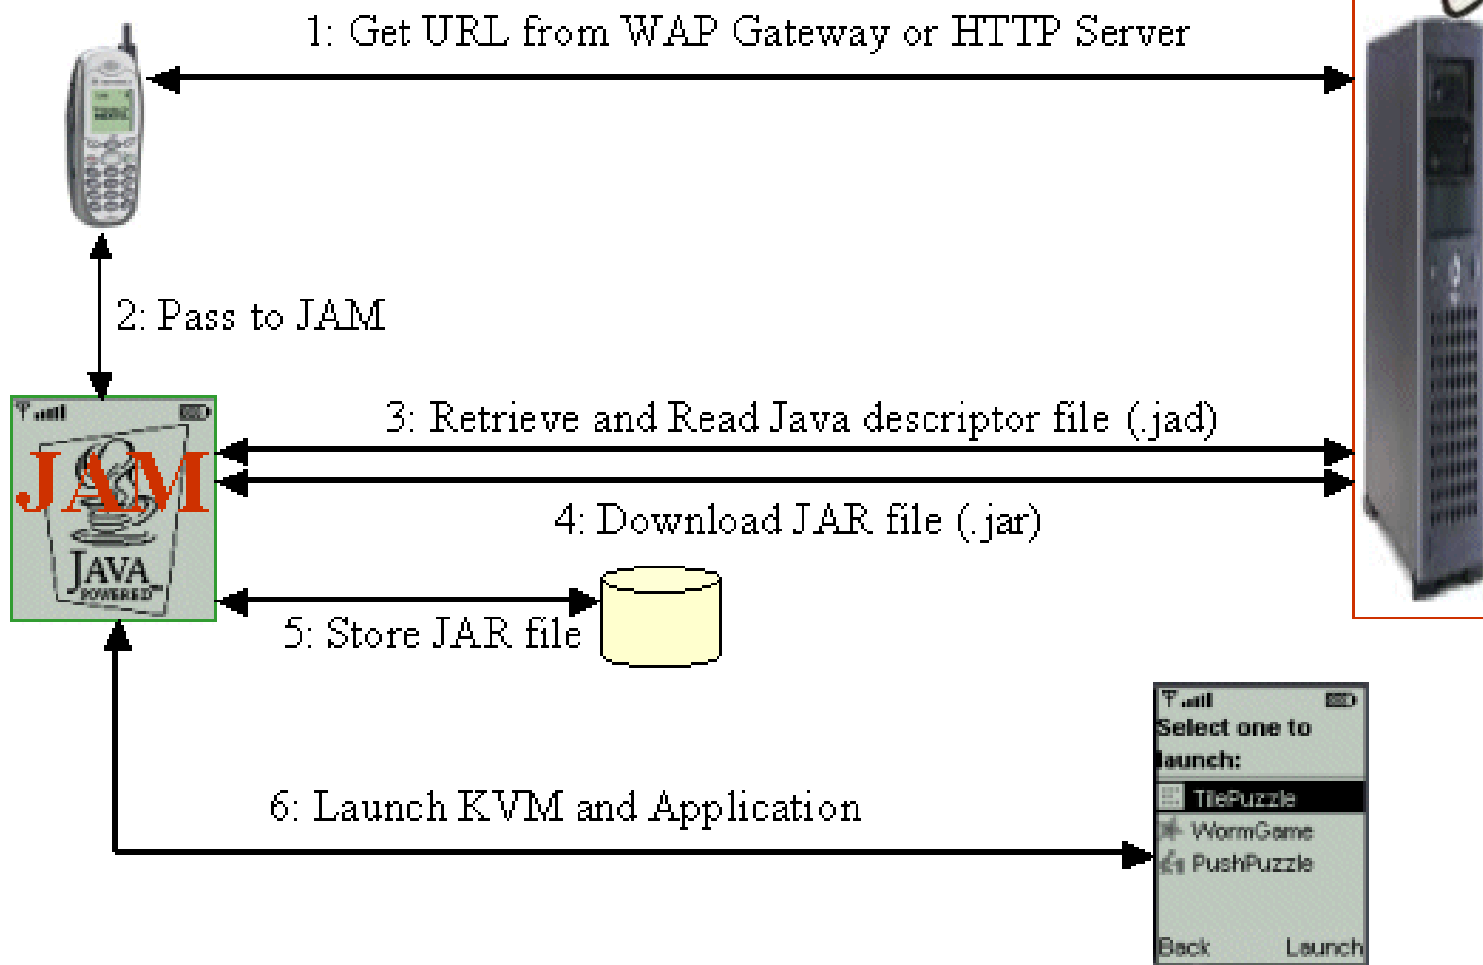 1: Get URL from WAP Gateway or HTTP Server
2: Pass to JAM
3: Retrieve and Read Java descriptor file (.jad)
JAM
4: Download JAR file (.jar)
JAVA
POWERED
5: Store JAR file
Select one to
launch:
6: Launch KVM and Application
TilePuzzle
WormGame
PushPuzzle
Back Launch